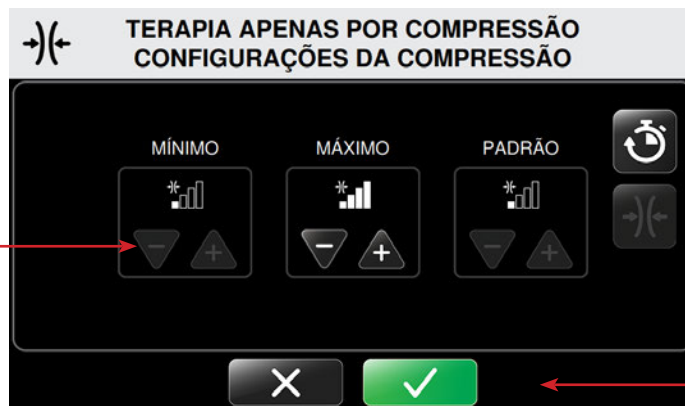 TERAPIA APENAS POR COMPRESSÃO
CONFIGURAÇÕES DA COMPRESSÃO
MÍNIMO MÁXIMO PADRÃO